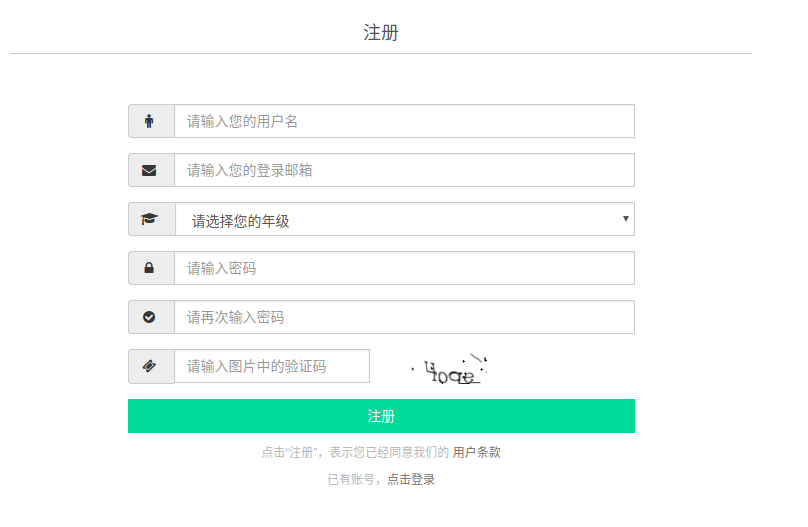 注册
请输入您的用户名
请输入您的登录邮箱
请选择您的年级
请输入密码
请再次输入密码
请输入图片中的验证码
注册
点击“注册”，表示您已经同意我们的 用户条款
已有账号，点击登录